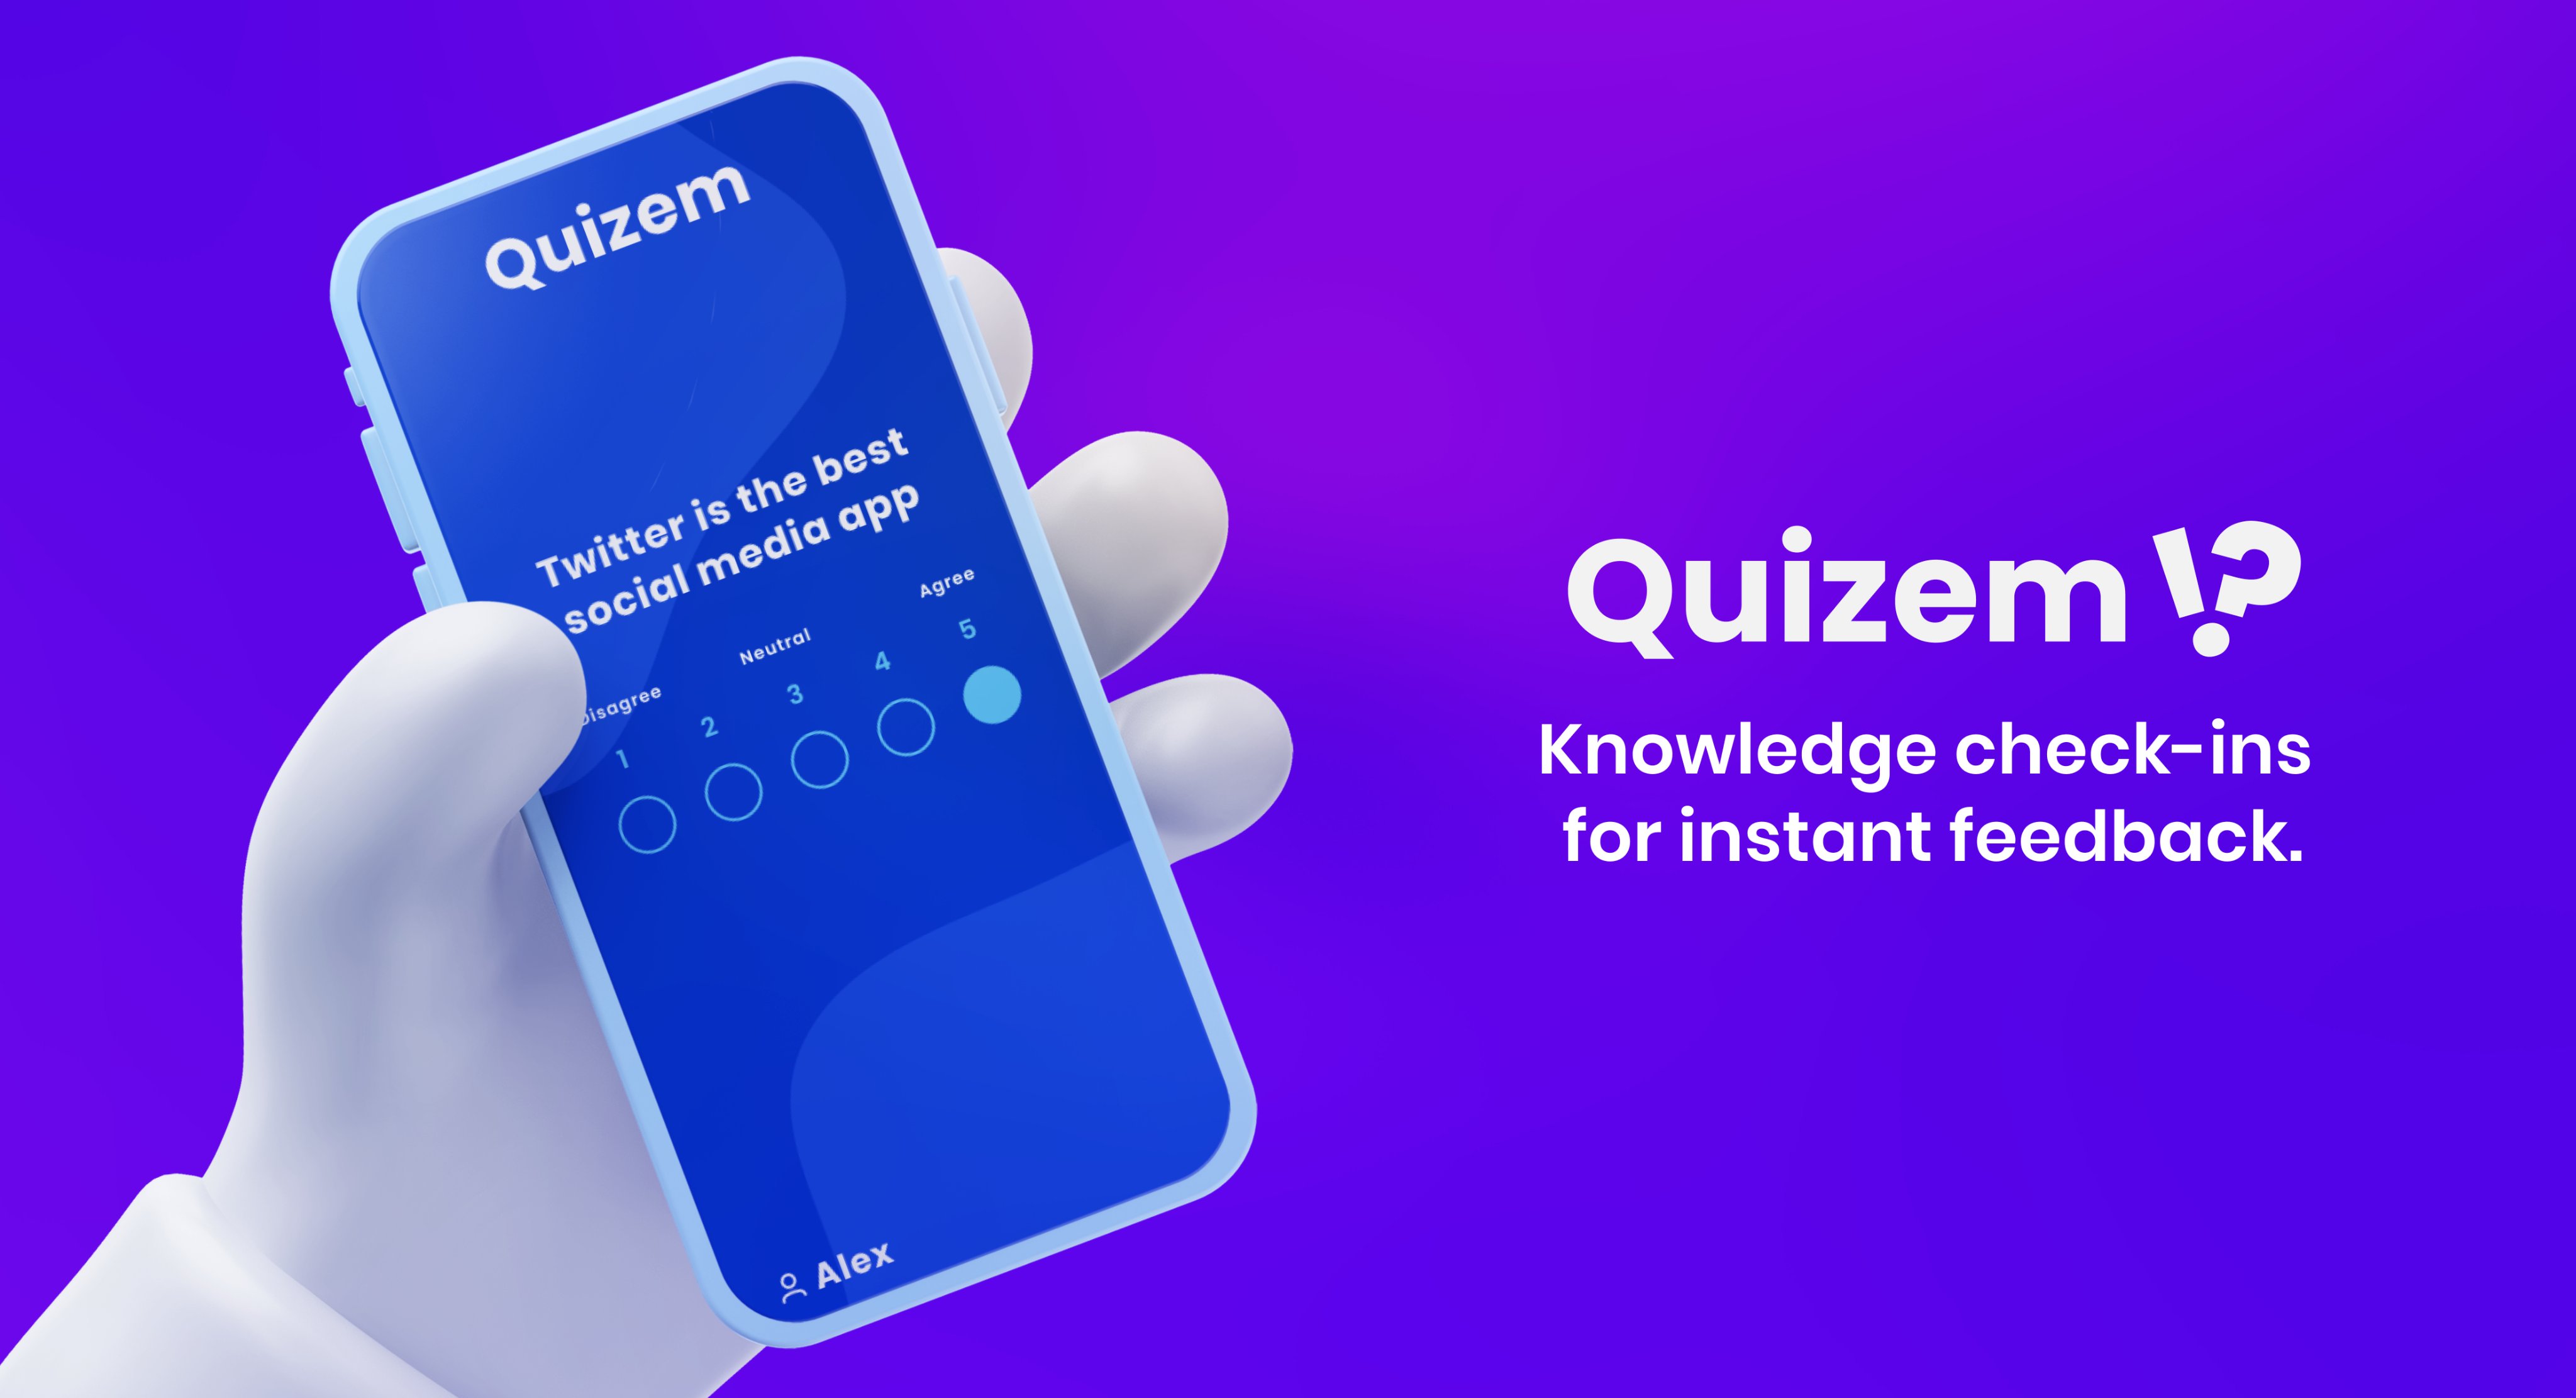 Quizem
Twitter is the best
social media app
Disagree
Neutral
Agree
1 2 3 4 5
Alex
Quizem !?
Knowledge check-ins
for instant feedback.